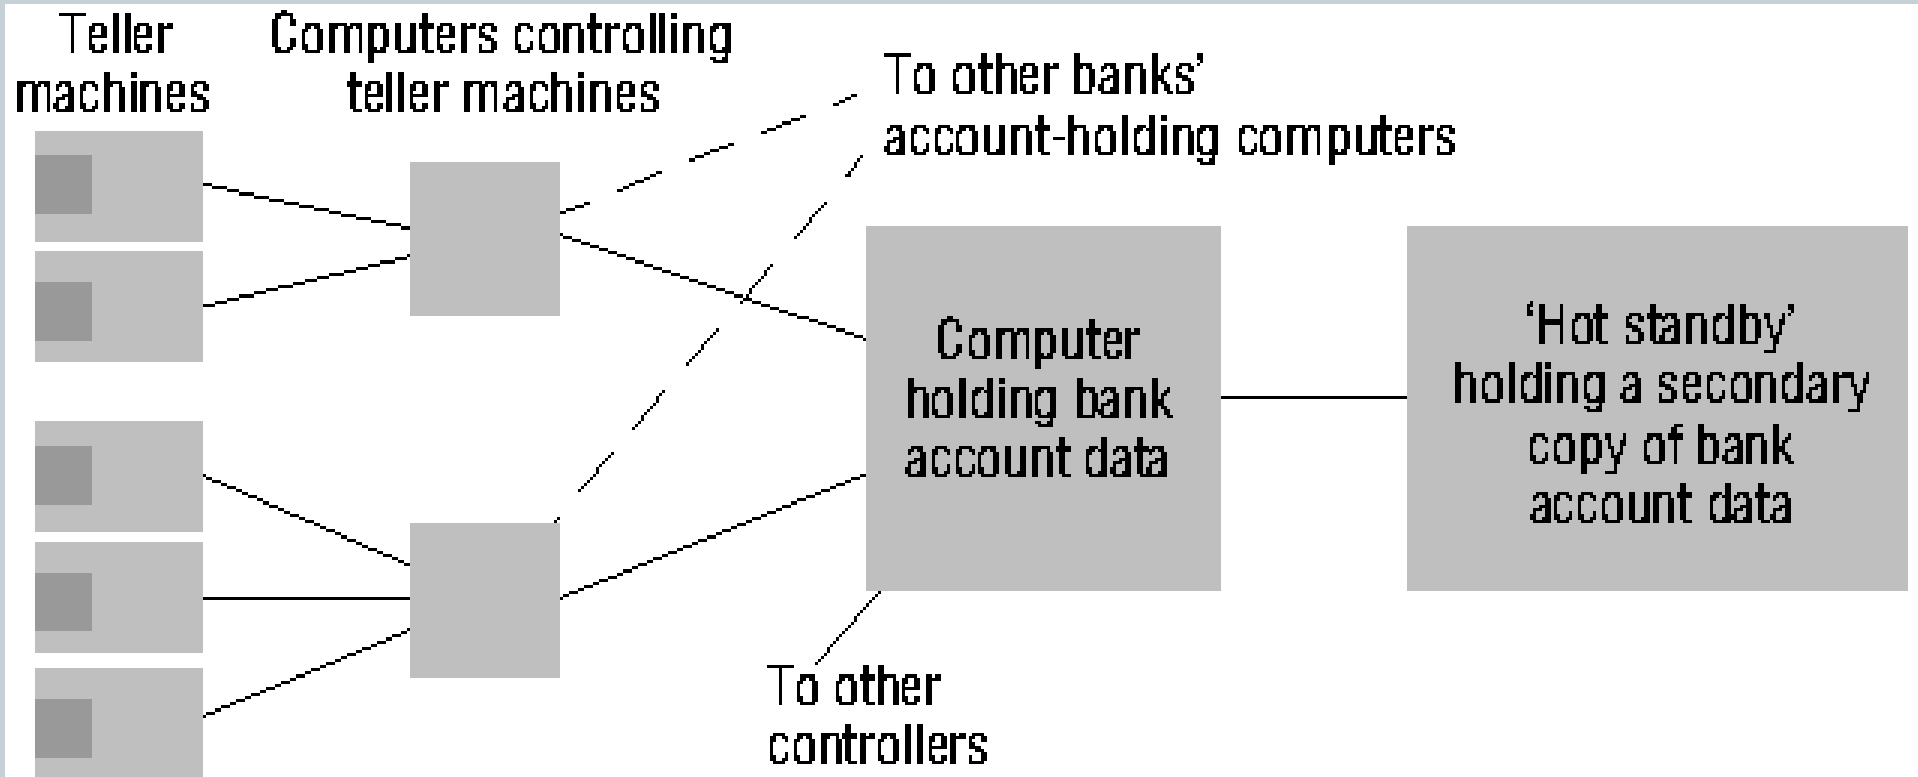 Teller
machines
Computers controlling
teller machines
To other banks’
account-holding computers
Computer
holding bank
account data
‘Hot standby’
holding a secondary
copy of bank
account data
To other
controllers